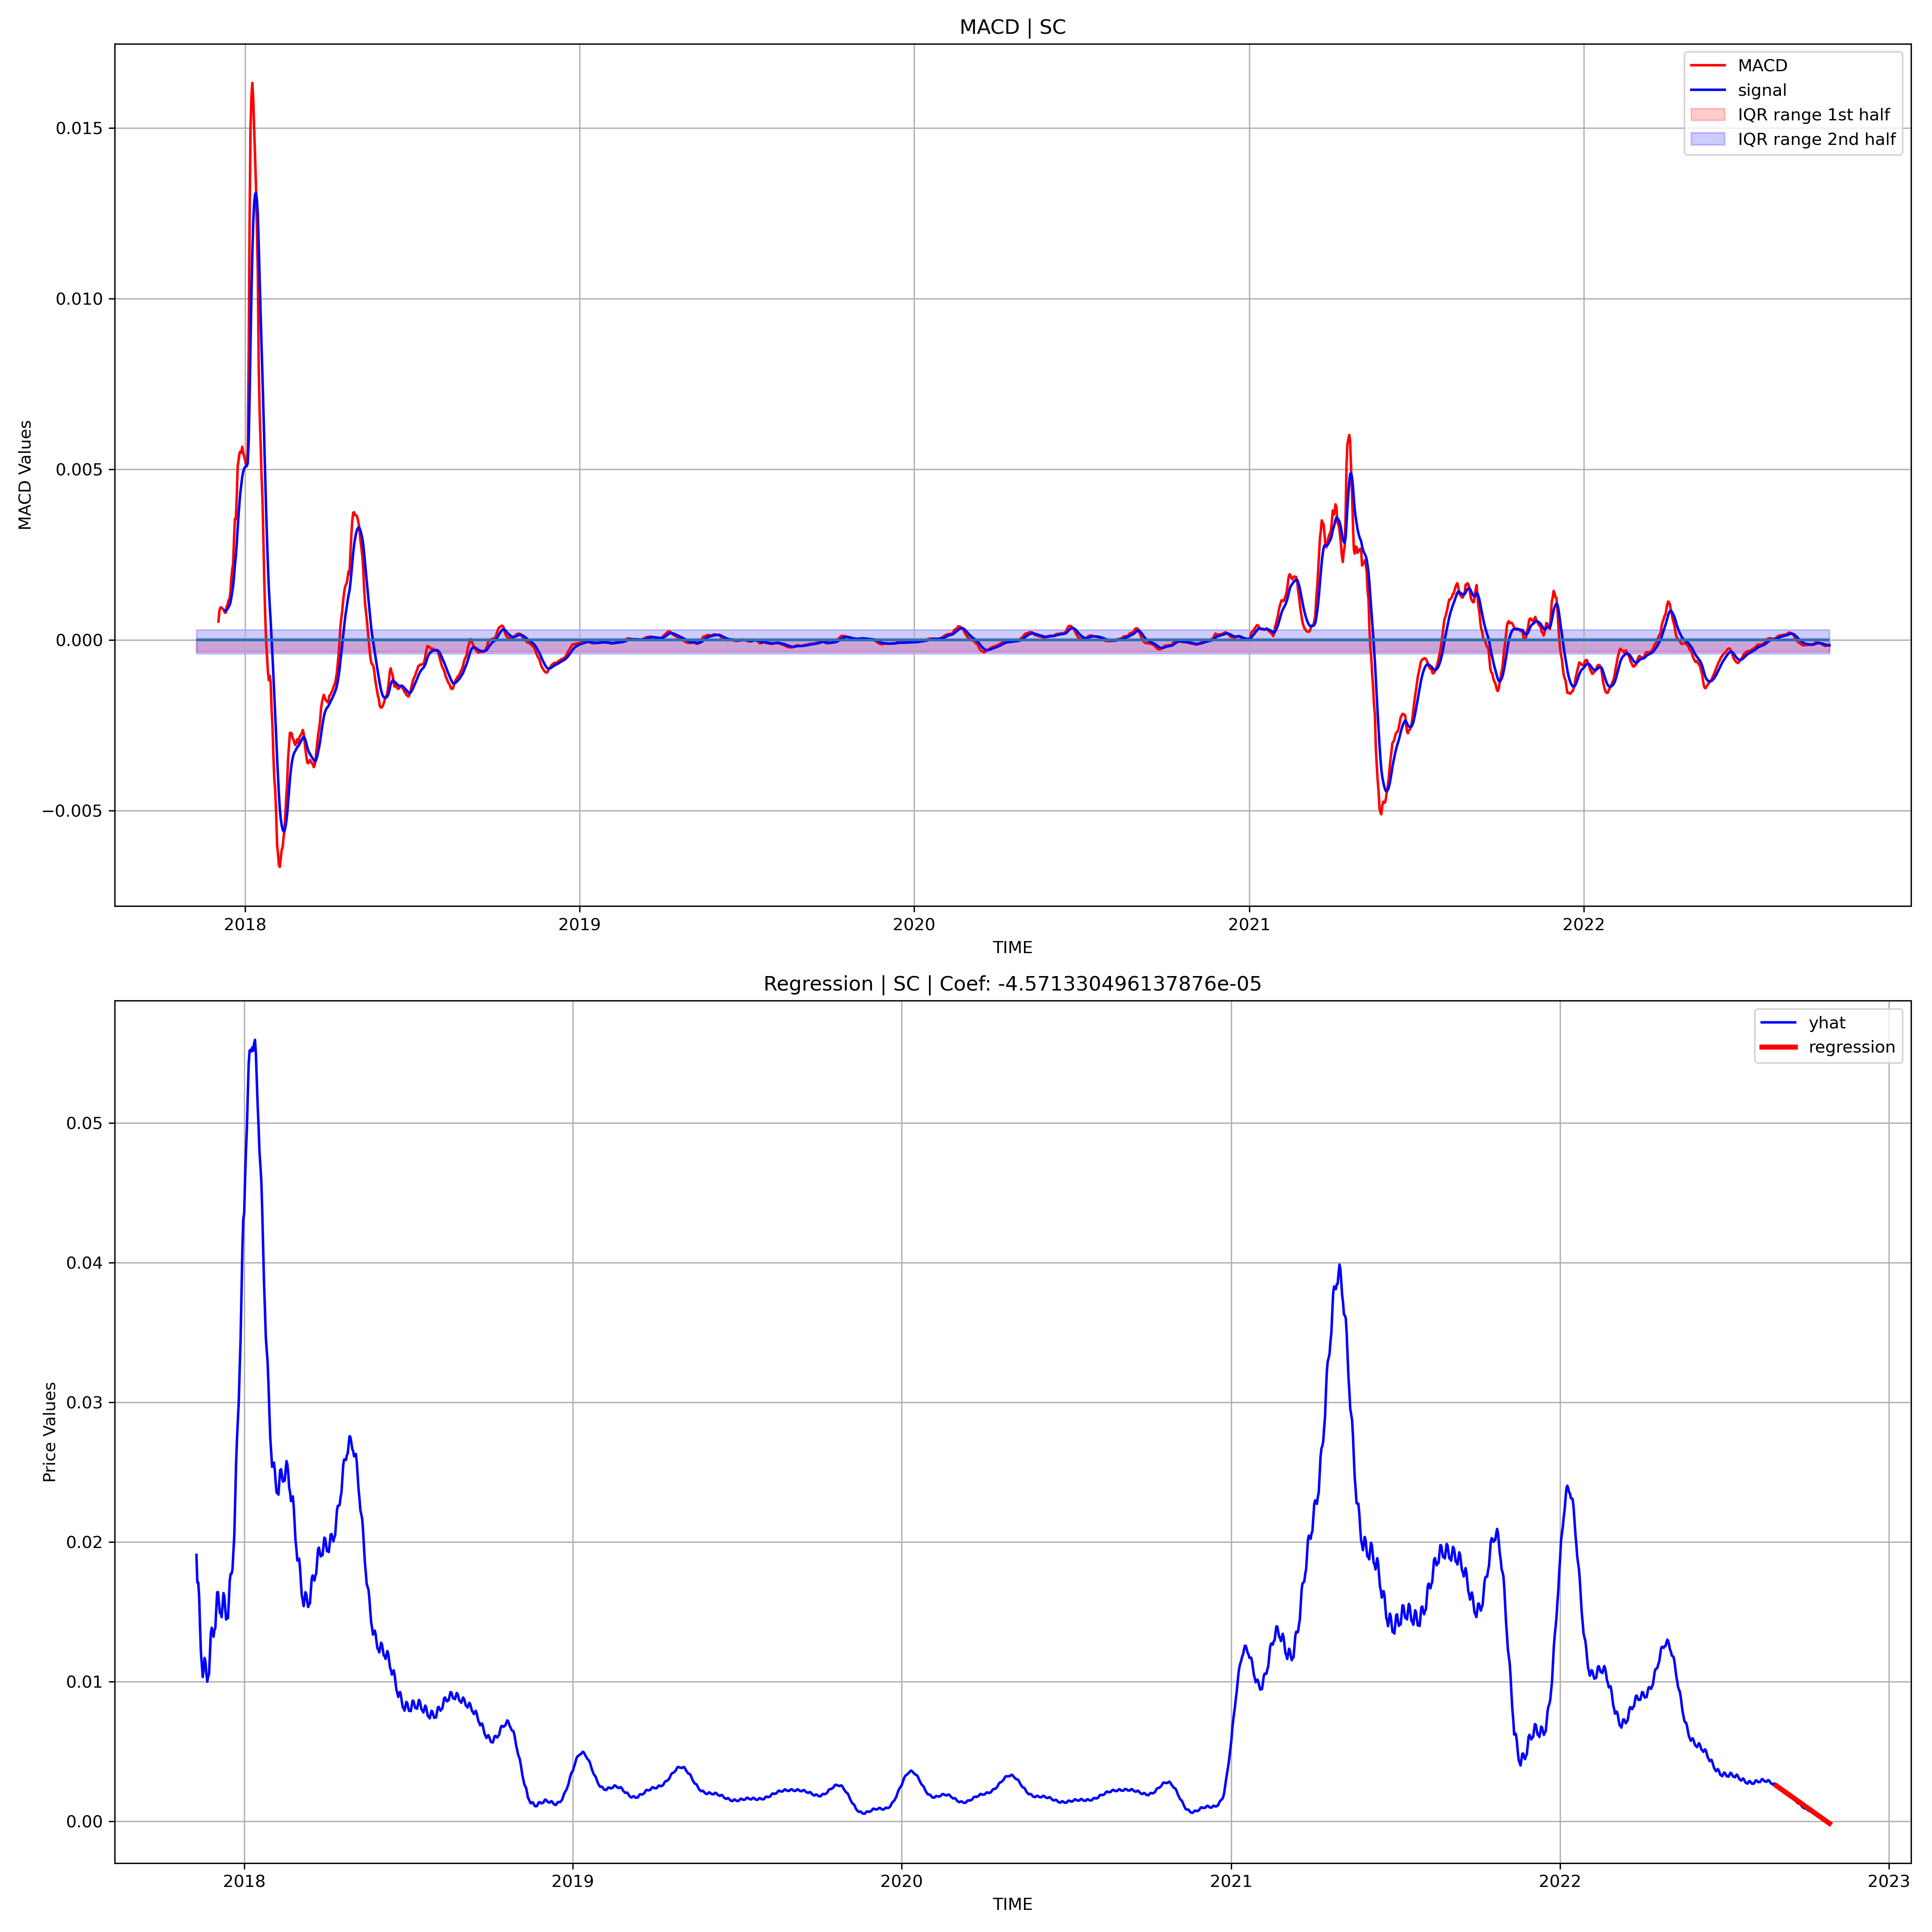 MACD | SC
MACD
signal
IQR range 1st half
IQR range 2nd half
MACD Values
0.015
0.010
0.005
0.000
−0.005
2018 2019 2020 2021 2022
TIME
Regression | SC | Coef: -4.571330496137876e-05
yhat
regression
Price Values
0.05
0.04
0.03
0.02
0.01
0.00
2018 2019 2020 2021 2022 2023
TIME